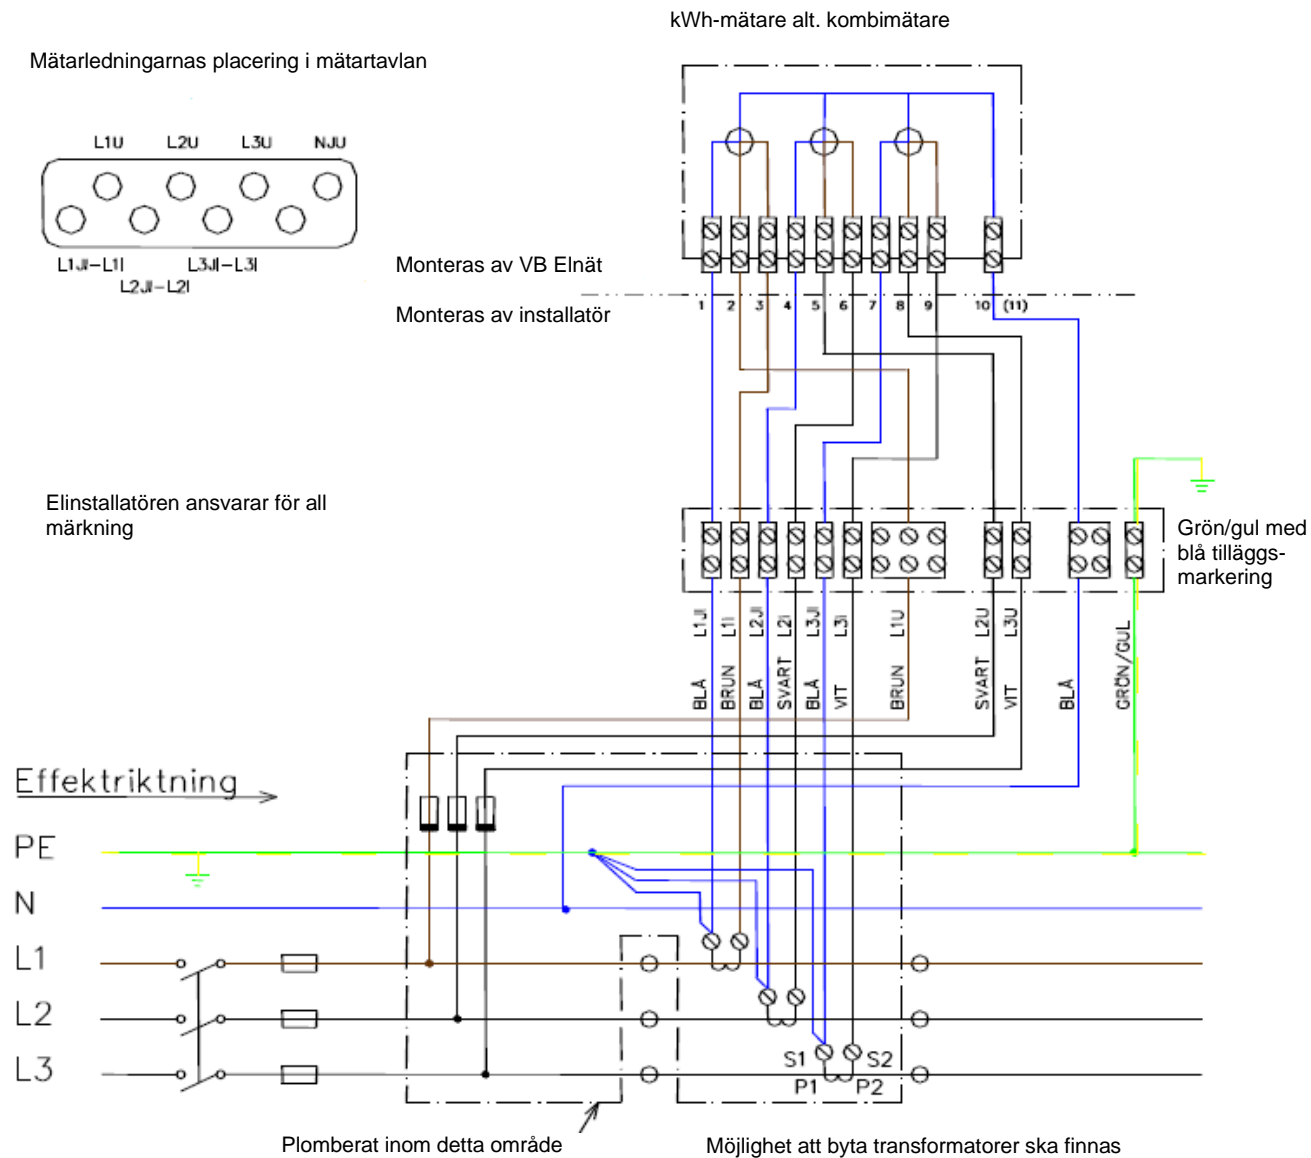 kWh-mätare alt. kombimätare
Mätarledningarnas placering i mätartavlan
L1U L2U L3U NJU
L1JI-L1I L3JI-L3I
L2JI-L2I
Monteras av VB Elnät
Monteras av installatör
1 2 3 4 5 6 7 8 9 10 (11)
Elinstallatören ansvarar för all
märkning
Grön/gul med
blå tilläggs-
markering
L1JI L1I L2JI L2I L3JI L3I L1U L2U L3U
BLÅ BRUN BLÅ SVART BLÅ VIT BRUN SVART VIT BLÅ GRÖN/GUL
Effektriktning
PE
N
L1
L2
L3
S1 S2
P1 P2
Plomberat inom detta område
Möjlighet att byta transformatorer ska finnas